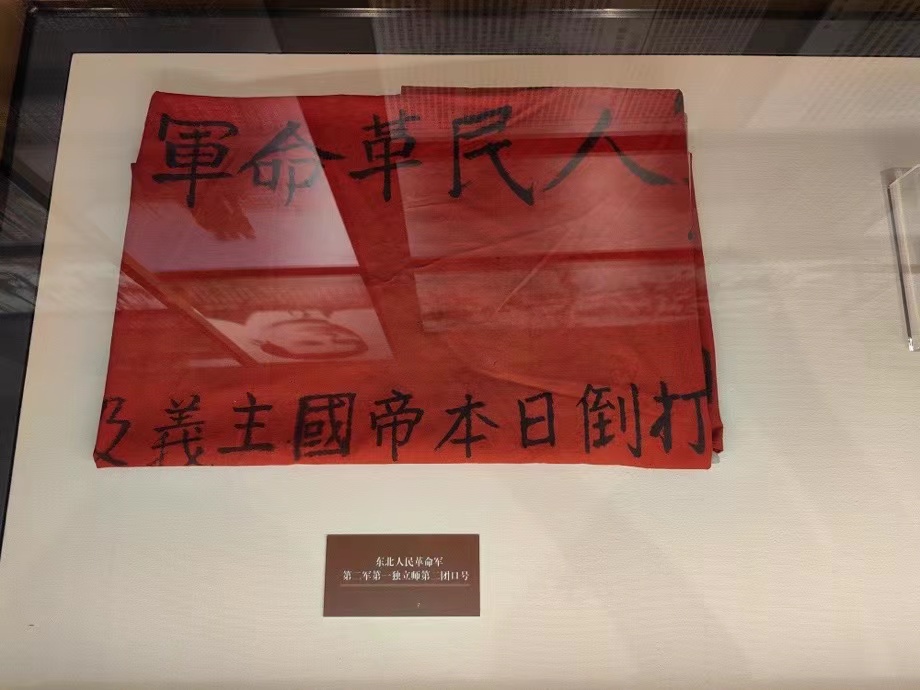 人民革命軍
打倒日本帝國主義及
东北人民革命军
第二军第一独立师第二团口号